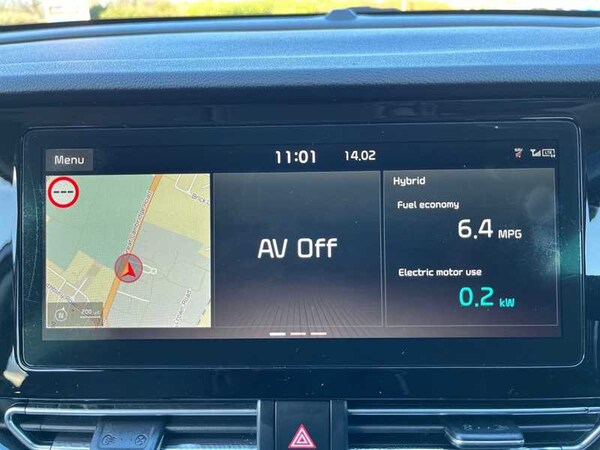 Menu
11:01
14.02
Hybrid
Fuel economy
6.4 MPG
AV Off
Electric motor use
0.2 kW